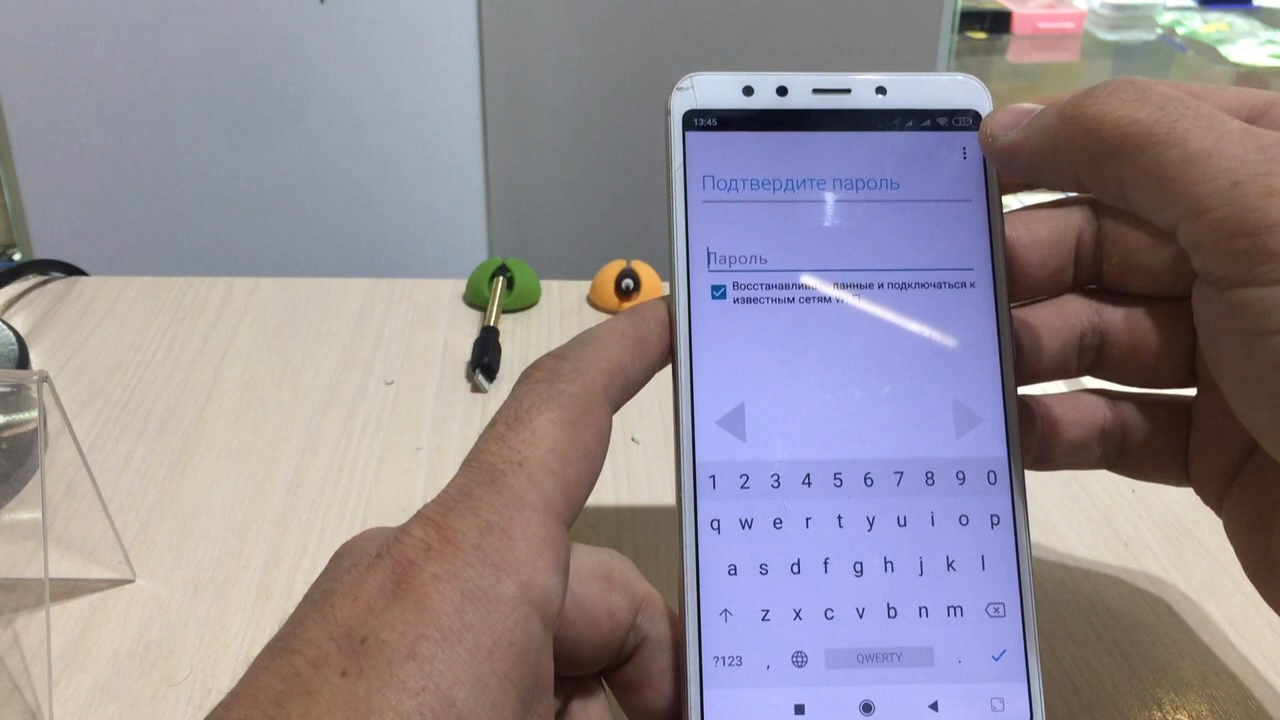 13:45
Подтвердите пароль
Пароль
данные и подключаться к
известным сетям
1 2 3 4 5 6 7 8 9 0
q w e r t y u i o p
a s d f g h j k l
z x c v b n m
?123 , QWERTY .